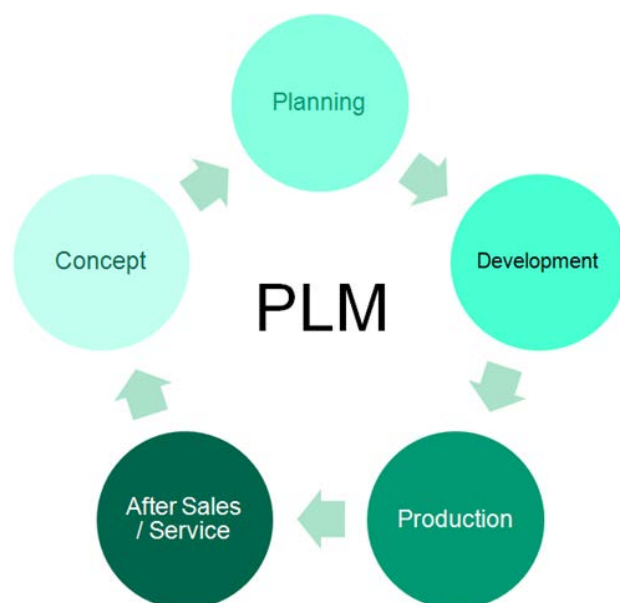 Planning
Concept
Development
PLM
After Sales
/ Service
Production